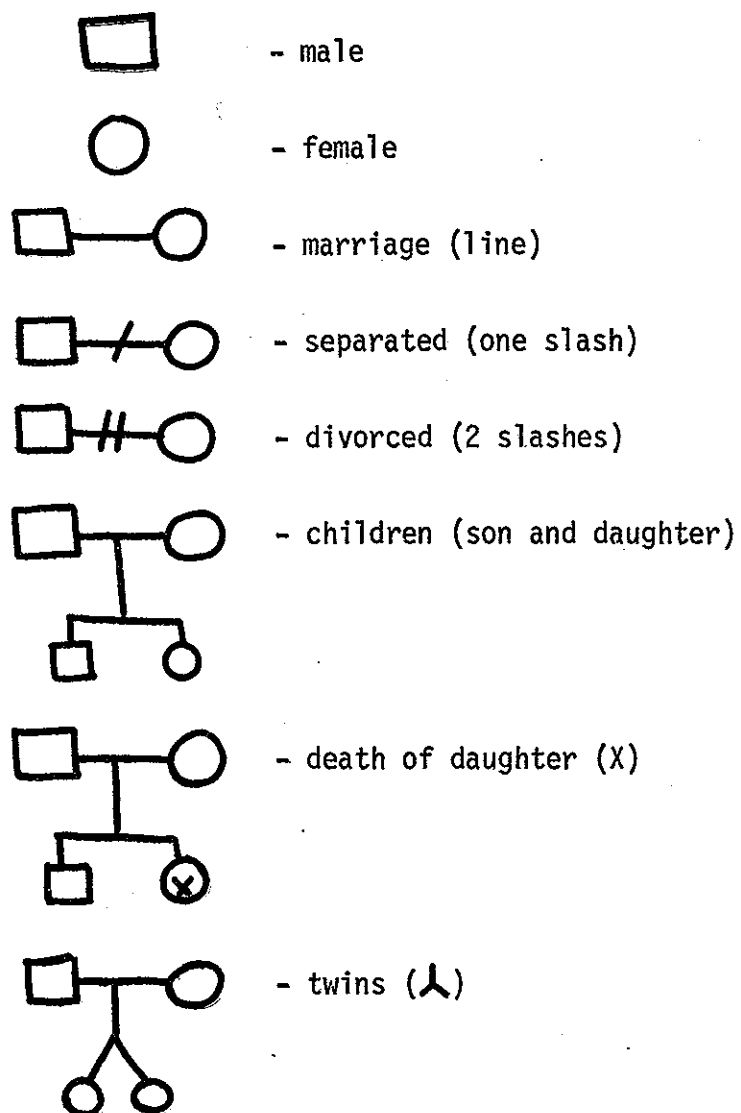 - male
- female
- marriage (line)
- separated (one slash)
- divorced (2 slashes)
- children (son and daughter)
- death of daughter (X)
X
- twins (⅄)